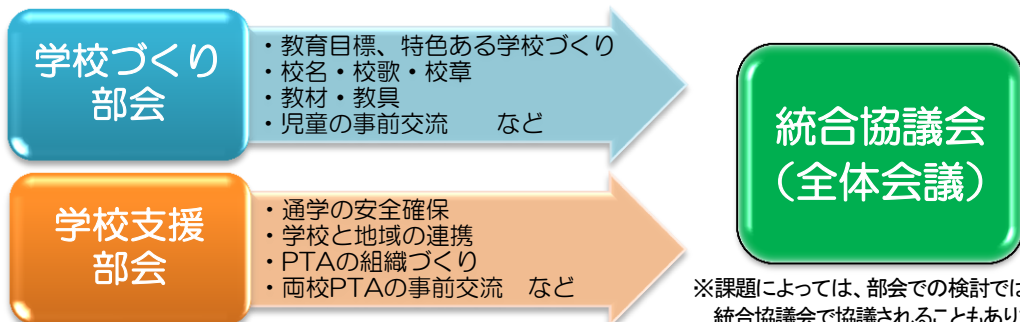 学校づくり
部会
・教育目標、特色ある学校づくり
・校名・校歌・校章
・教材・教具
・児童の事前交流　　など
学校支援
部会
・通学の安全確保
・学校と地域の連携
・PTAの組織づくり
・両校PTAの事前交流　など
統合協議会
（全体会議）
※課題によっては、部会での検討では
統合協議会で協議されることもあり